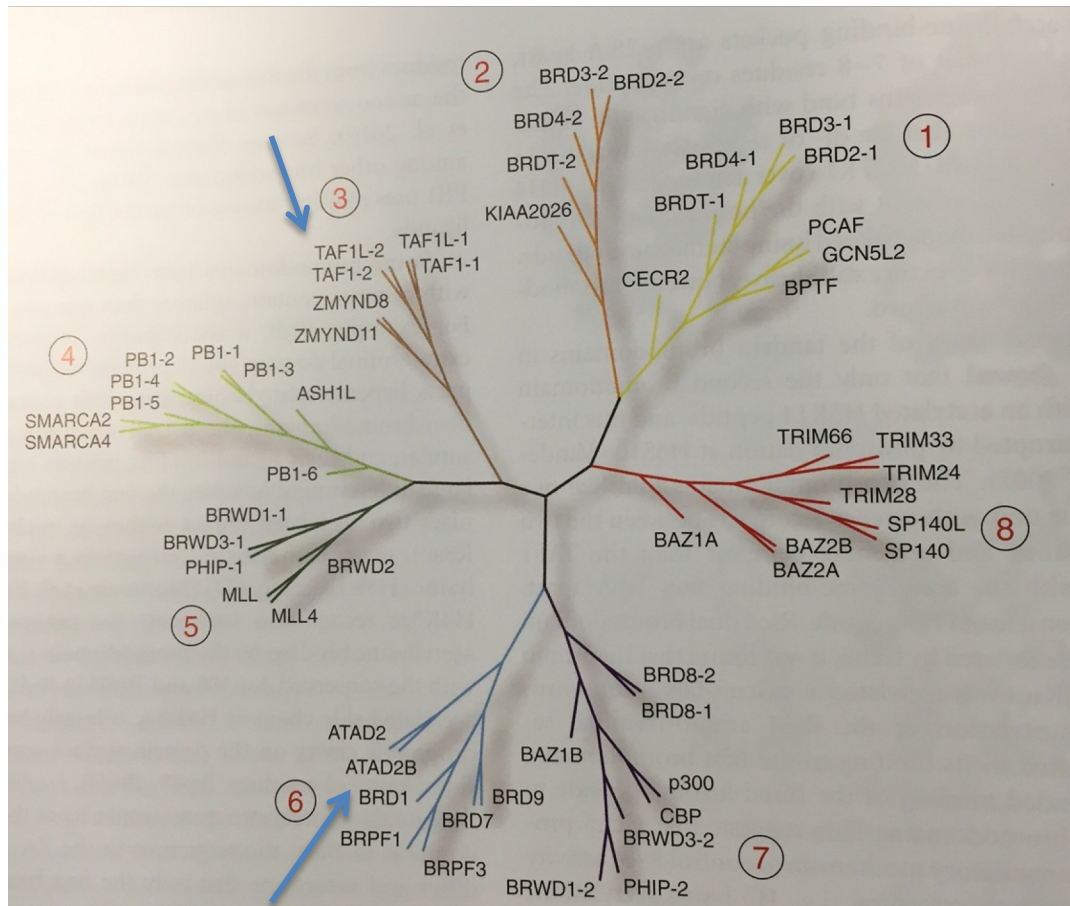 2
BRD3-2
BRD2-2
BRD4-2
BRDT-2
KIAA2026
1
BRD3-1
BRD2-1
BRD4-1
BRDT-1
PCAF
GCN5L2
BPTF
CECR2
3
TAF1L-2
TAF1L-1
TAF1-2
TAF1-1
ZMYND8
ZMYND11
4
PB1-2
PB1-1
PB1-4
PB1-3
PB1-5
ASH1L
SMARCA2
SMARCA4
PB1-6
BRWD1-1
BRWD3-1
PHIP-1
BRWD2
MLL
MLL4
5
TRIM66
TRIM33
TRIM24
TRIM28
SP140L
SP140
BAZ1A
BAZ2B
BAZ2A
8
ATAD2
ATAD2B
BRD1
6
BRD9
BRD7
BRPF1
BRPF3
BRD8-2
BRD8-1
BAZ1B
p300
CBP
BRWD3-2
BRWD1-2
PHIP-2
7